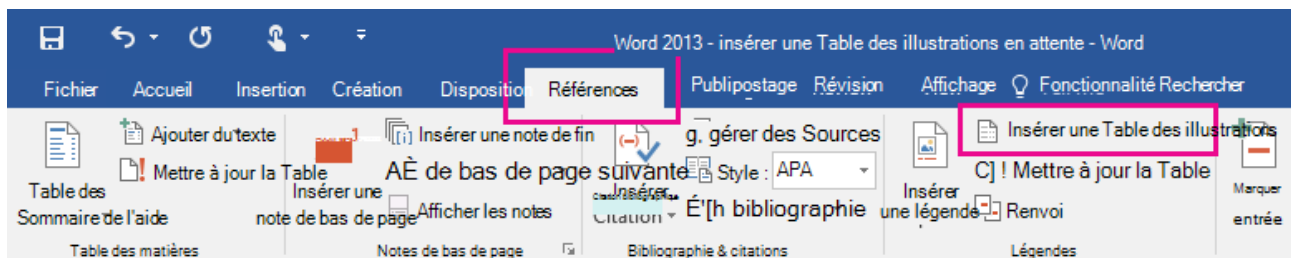 Word 2013 - insérer une Table des illustrations en attente - Word
Fichier Accueil Insertion Création Disposition Références Publipostage Révision Affichage Fonctionnalité Rechercher
Ajouter du texte
Mettre à jour la Table
Table des
Sommaire de l'aide
Table des matières
Insérer une
note de bas de page
Insérer une note de fin
AÈ de bas de page suivante
Afficher les notes
Notes de bas de page
Insérer
Citation
g, gérer des Sources
Style : APA
É'[h bibliographie
Bibliographie & citations
Insérer
une légende
Insérer une Table des illustrations
C] ! Mettre à jour la Table
Renvoi
Légendes
Marquer
entrée